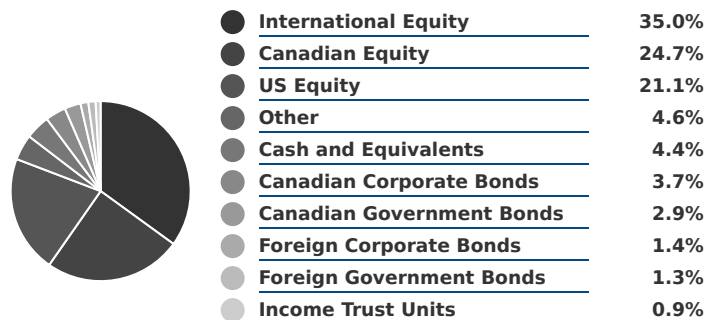 International Equity 35.0%
Canadian Equity 24.7%
US Equity 21.1%
Other 4.6%
Cash and Equivalents 4.4%
Canadian Corporate Bonds 3.7%
Canadian Government Bonds 2.9%
Foreign Corporate Bonds 1.4%
Foreign Government Bonds 1.3%
Income Trust Units 0.9%